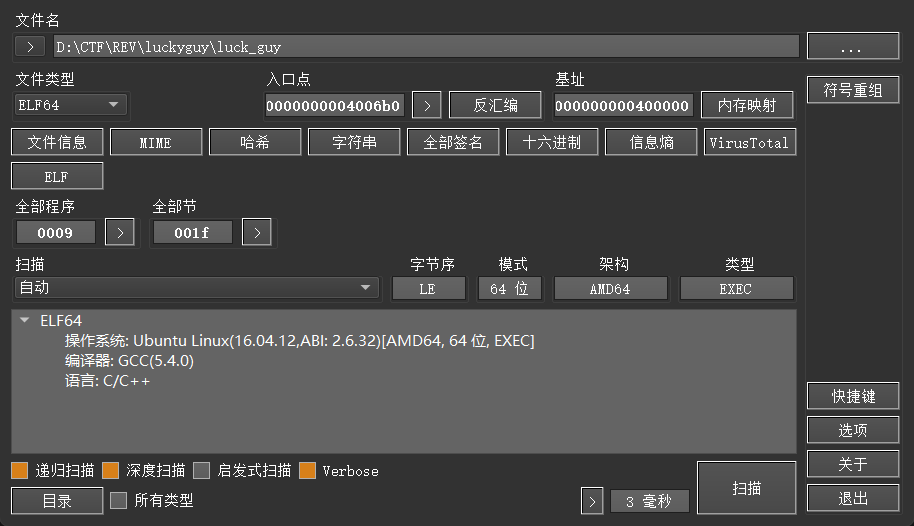 文件名
> D:\CTF\REV\luckyguy\luck_guy ...
文件类型 入口点 基址 符号重组
ELF64 0000000004006b0 > 反汇编 000000000400000 内存映射
文件信息 MIME 哈希 字符串 全部签名 十六进制 信息熵 VirusTotal
ELF
全部程序 全部节
0009 > 001f >
扫描 字节序 模式 架构 类型
自动 LE 64 位 AMD64 EXEC
ELF64
操作系统: Ubuntu Linux(16.04.12,ABI: 2.6.32)[AMD64, 64 位, EXEC]
编译器: GCC(5.4.0)
语言: C/C++
快捷键
选项
关于
退出
递归扫描 深度扫描 启发式扫描 Verbose
目录 所有类型 > 3 毫秒 扫描